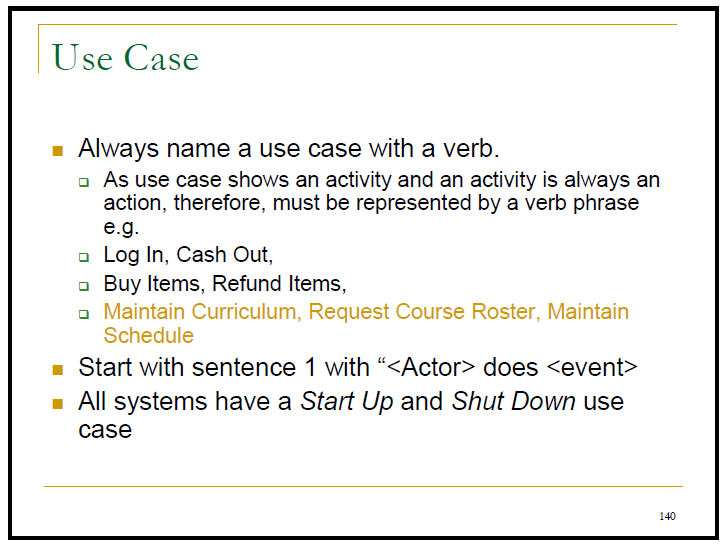 Use Case
Always name a use case with a verb.
As use case shows an activity and an activity is always an
action, therefore, must be represented by a verb phrase
e.g.
Log In, Cash Out,
Buy Items, Refund Items,
Maintain Curriculum, Request Course Roster, Maintain
Schedule
Start with sentence 1 with “<Actor> does <event>
All systems have a Start Up and Shut Down use
case
140